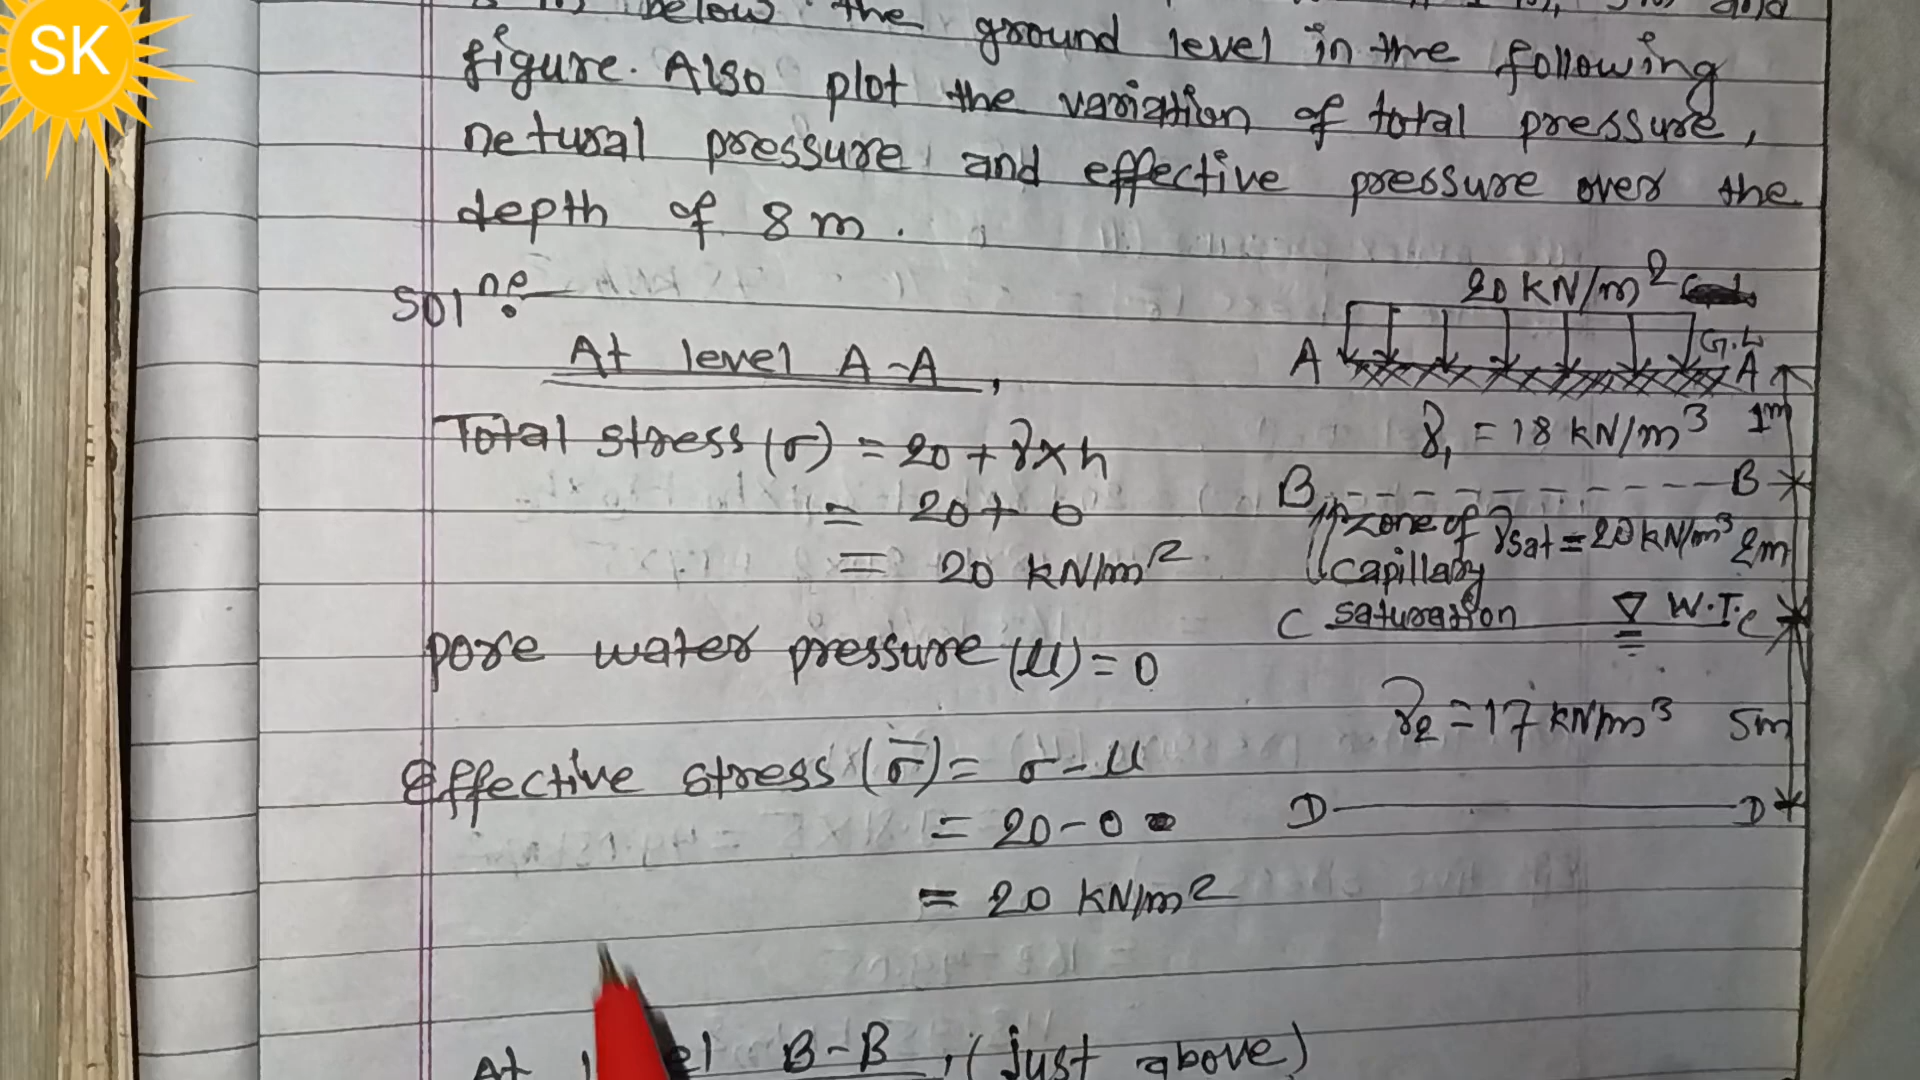 SK
below the
ground level in the following
figure. Also plot the variation of total pressure,
netural pressure and effective pressure over the
depth of 8 m.
Solne:
At level A-A,
Total stress (σ) = 20 + γ×h
= 20 + 0
= 20 kN/m2
pore water pressure (u) = 0
Effective stress (σ̄) = σ - u
= 20 - 0
= 20 kN/m2
At level B-B, (just above)
20 kN/m2
G.L
A A
γ1 = 18 kN/m3 1m
B B
zone of γsat = 20 kN/m3 2m
capillary
C saturation W.T. C
γ2 = 17 kN/m3 5m
D D